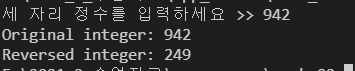 세 자리 정수를 입력하세요 >> 942
Original integer: 942
Reversed integer: 249